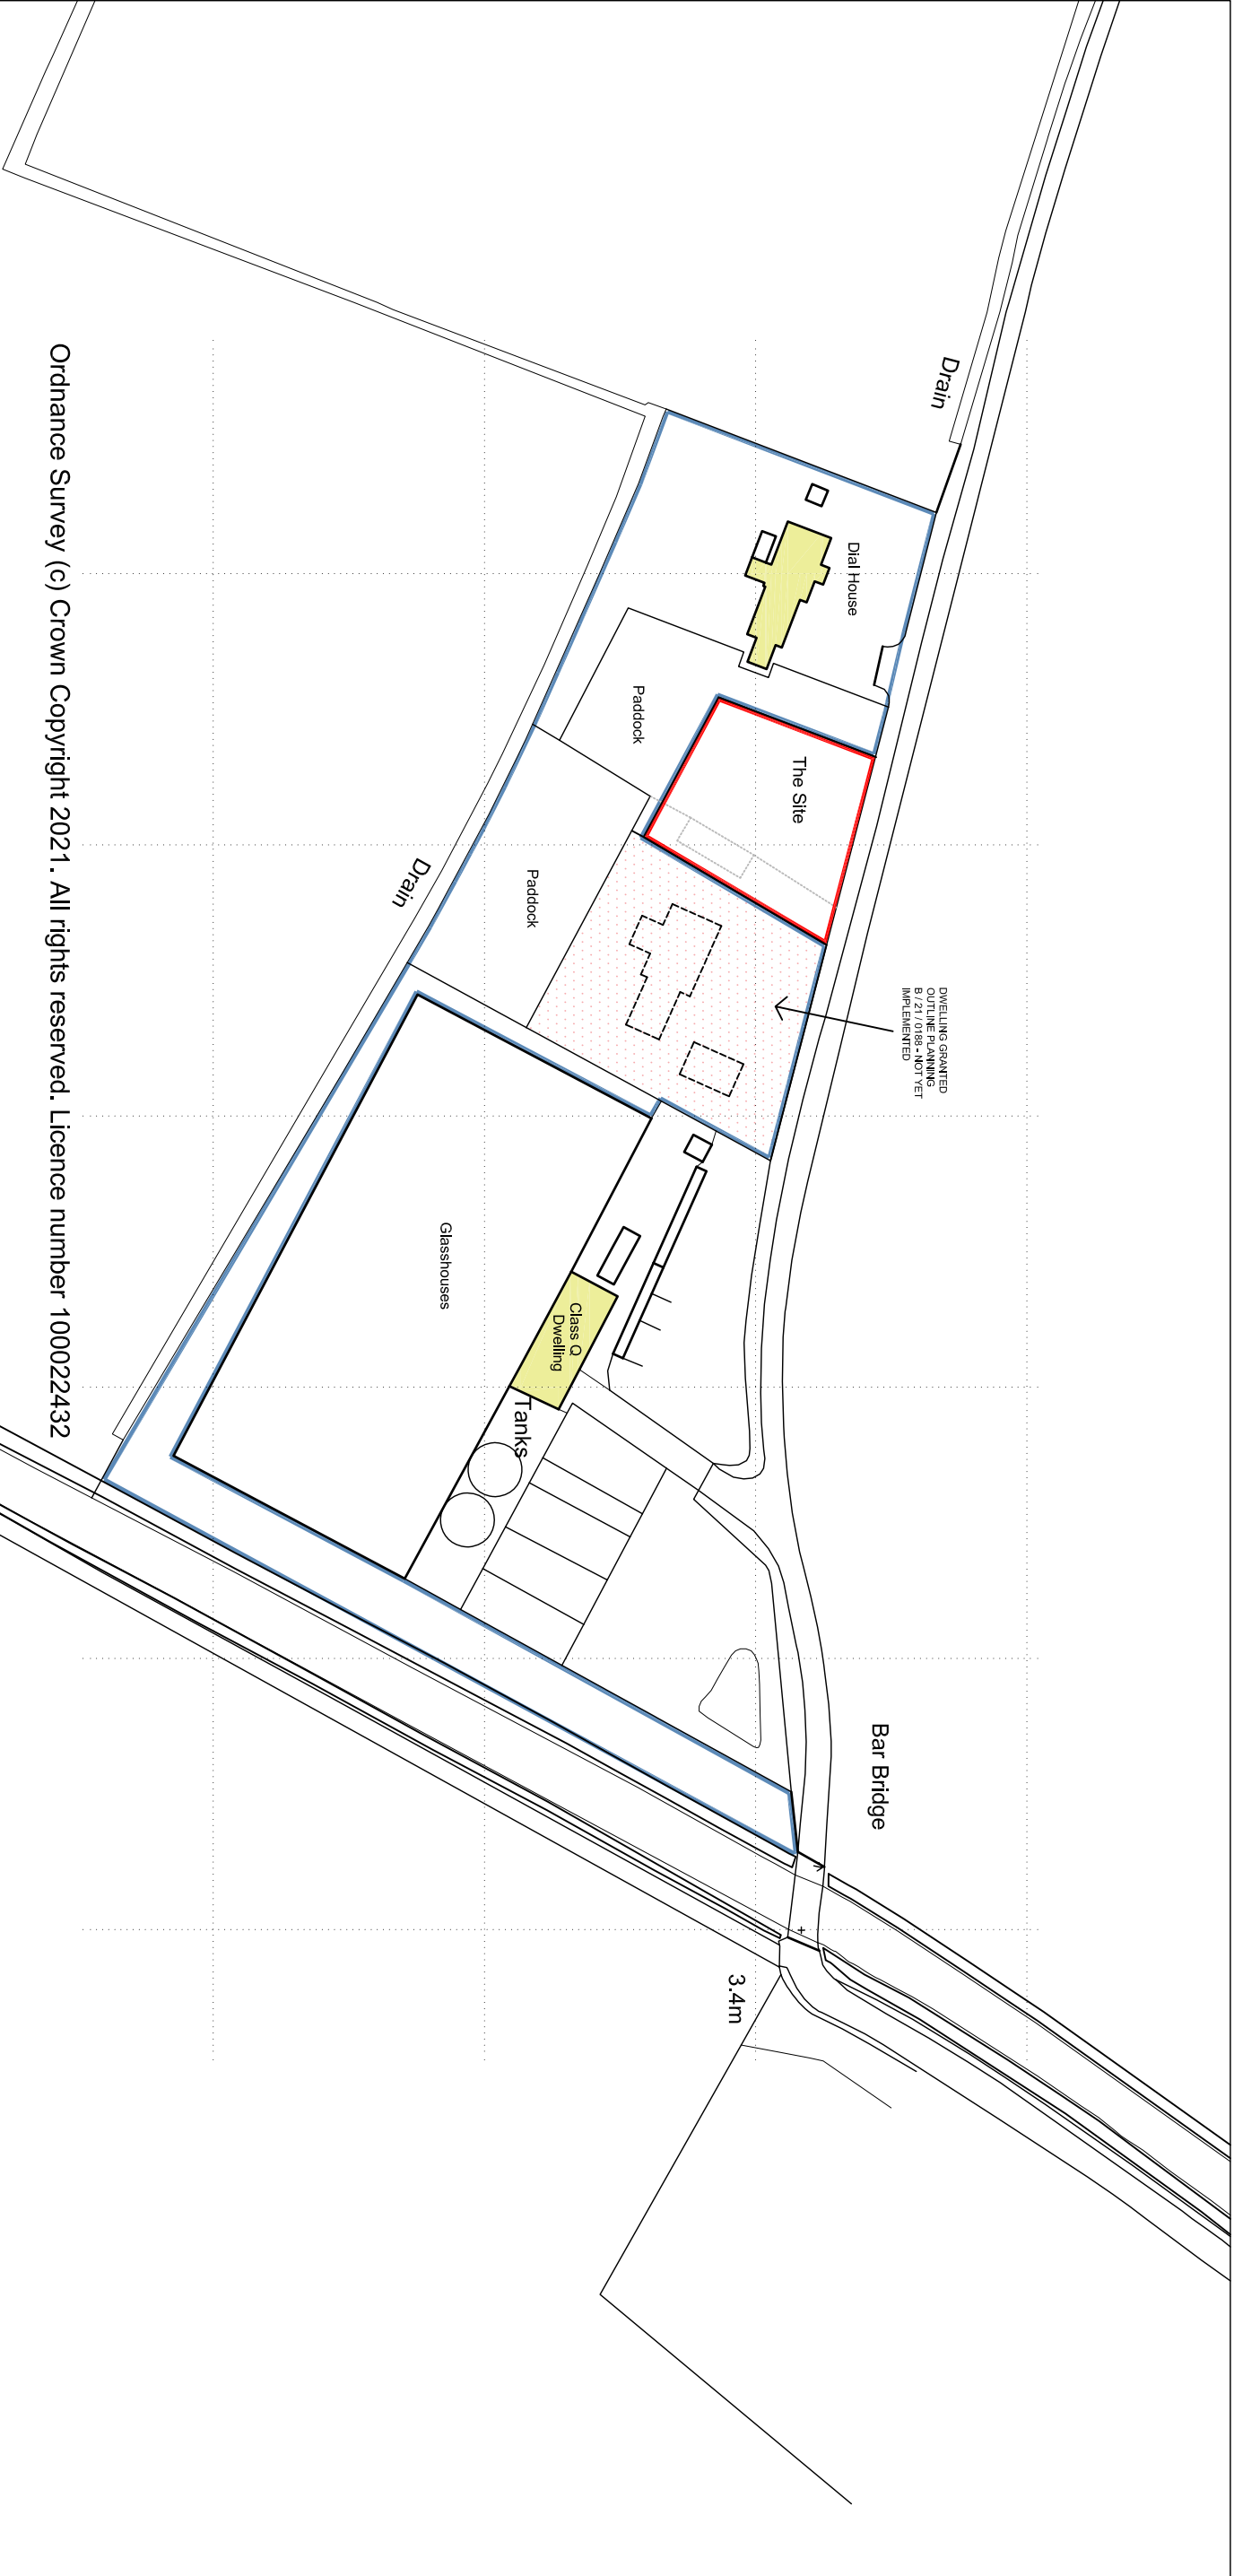 Drain
Dial House
The Site
Paddock
Paddock
Drain
DWELLING GRANTED
OUTLINE PLANNING
B / 21 / 0188 - NOT YET
IMPLEMENTED
Glasshouses
Class Q
Dwelling
Tanks
Bar Bridge
3.4m
Ordnance Survey (c) Crown Copyright 2021. All rights reserved. Licence number 100022432